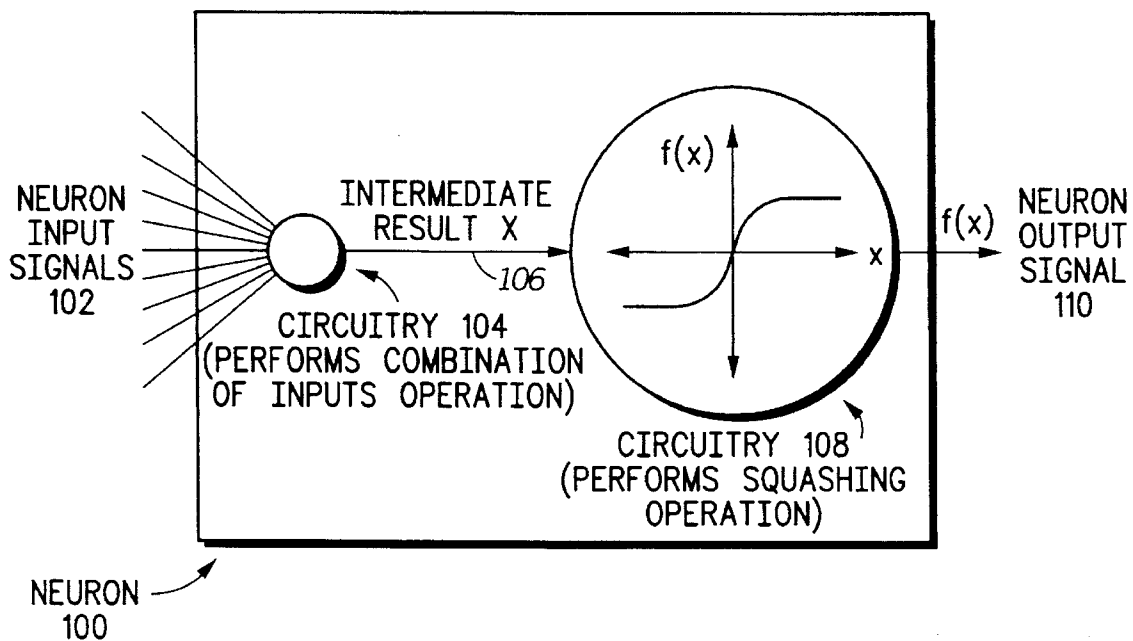 NEURON
INPUT
SIGNALS
102
INTERMEDIATE
RESULT X
106
CIRCUITRY 104
(PERFORMS COMBINATION
OF INPUTS OPERATION)
f(x)
x
CIRCUITRY 108
(PERFORMS SQUASHING
OPERATION)
f(x)
NEURON
OUTPUT
SIGNAL
110
NEURON
100